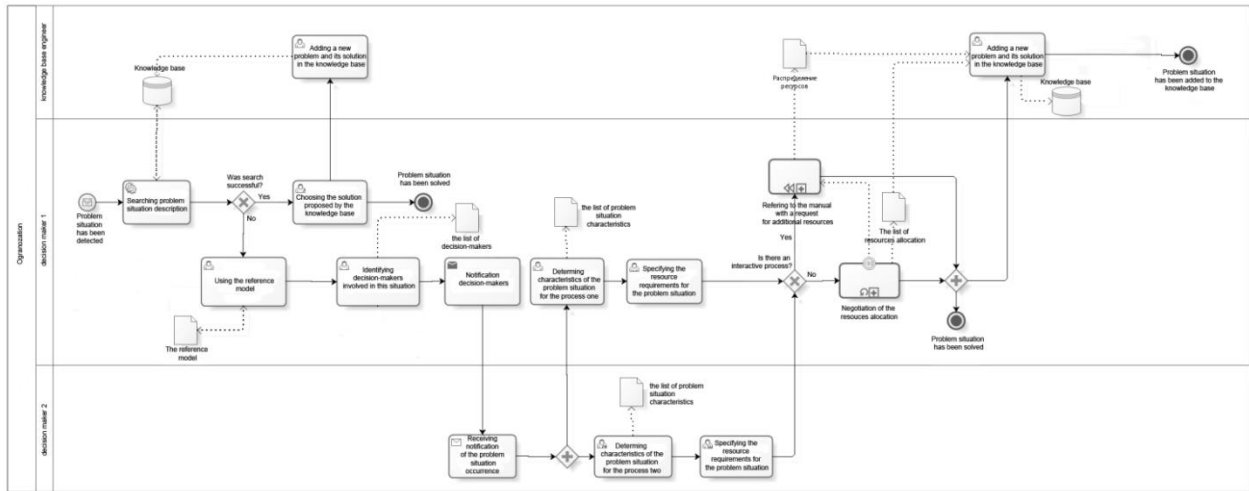 Ogranization
knowledge base engineer
decision maker 1
decision maker 2
Knowledge base
Adding a new
problem and its solution
in the knowledge base
Распределение
ресурсов
Adding a new
problem and its solution
in the knowledge base
Knowledge base
Problem situation
has been added to the
knowledge base
Problem
situation
has been
detected
Searching problem
situation description
Was search
successful?
Yes
No
Choosing the solution
proposed by the
knowledge base
Problem situation
has been solved
Using the reference
model
The reference
model
Identifying
decision-makers
involved in this situation
the list of
decision-makers
Notification
decision-makers
the list of problem
situation
characteristics
Determing
characteristics of the
problem situation
for the process one
Specifying the
resource
requirements for
the problem situation
Is there an
interactive process?
Yes
No
Refering to the manual
with a request
for additional resources
The list of
resources allocation
Negotiation of the
resouces alocation
Problem situation
has been solved
Receiving
notification
of the problem
situation
occurrence
the list of problem
situation
characteristics
Determing
characteristics of the
problem situation
for the process two
Specifying the
resource
requirements for
the problem situation